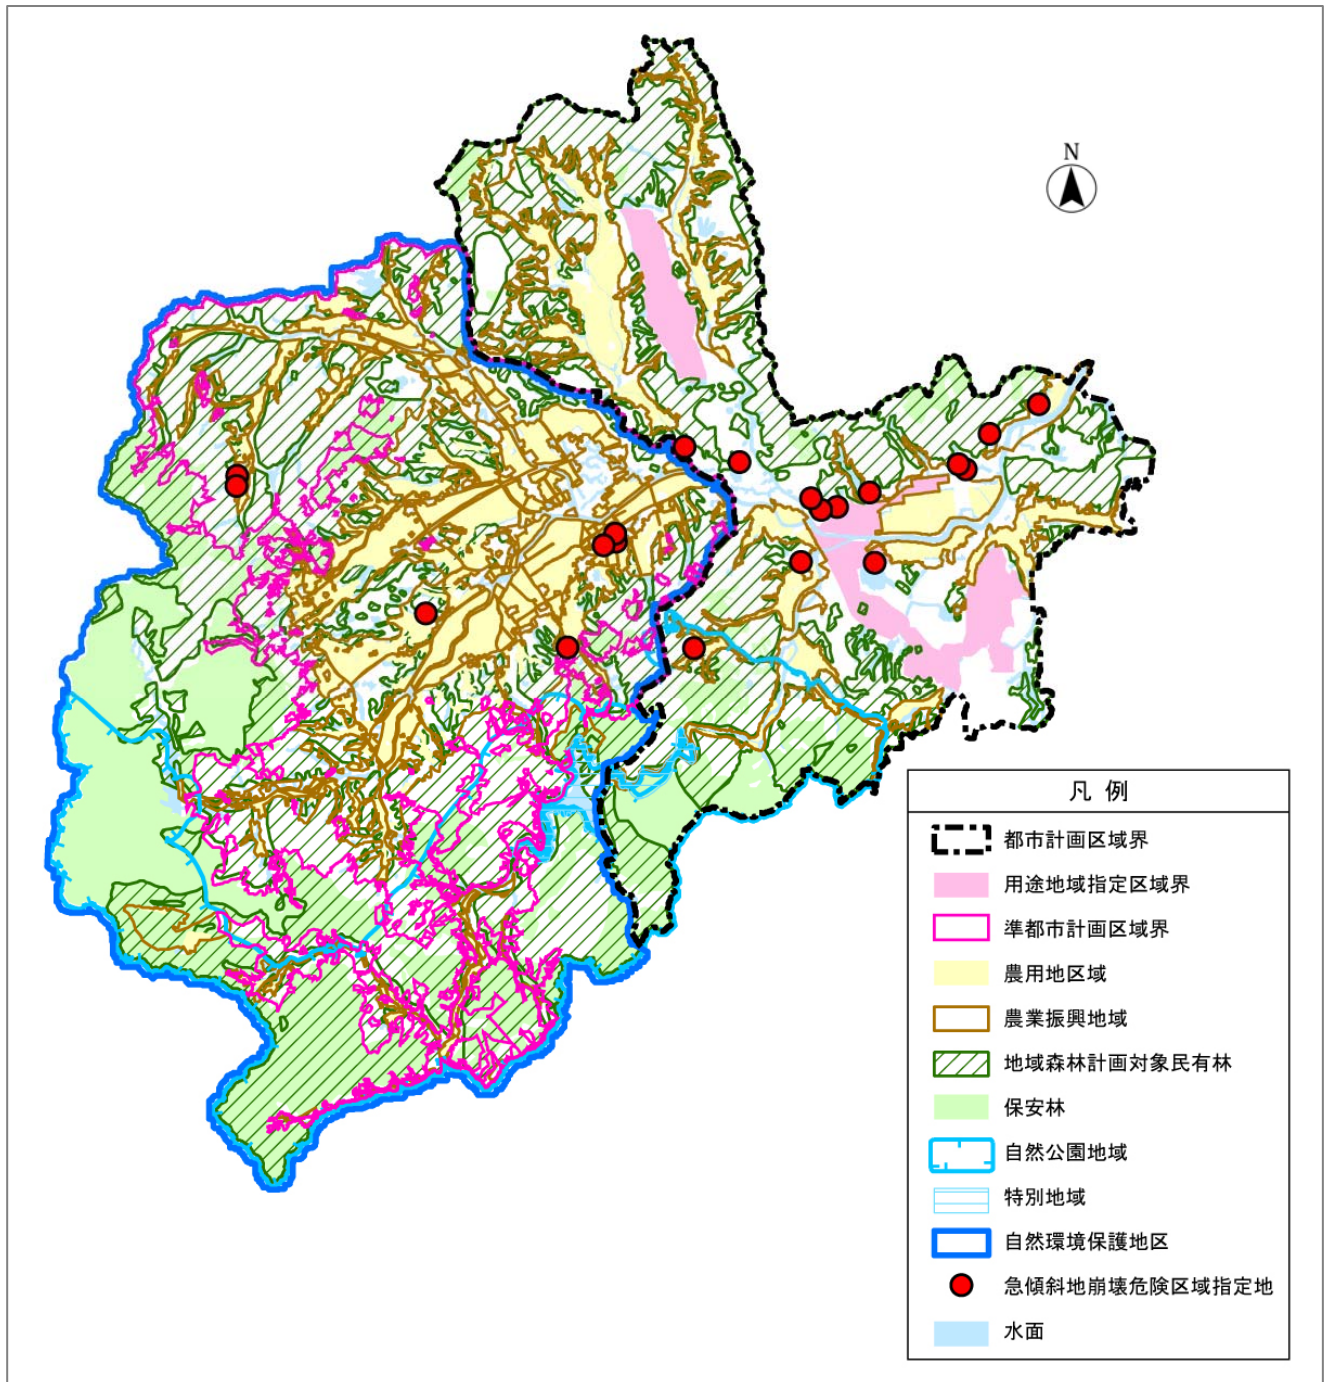 N
凡 例
都市計画区域界
用途地域指定区域界
準都市計画区域界
農用地区域
農業振興地域
地域森林計画対象民有林
保安林
自然公園地域
特別地域
自然環境保護地区
急傾斜地崩壊危険区域指定地
水面